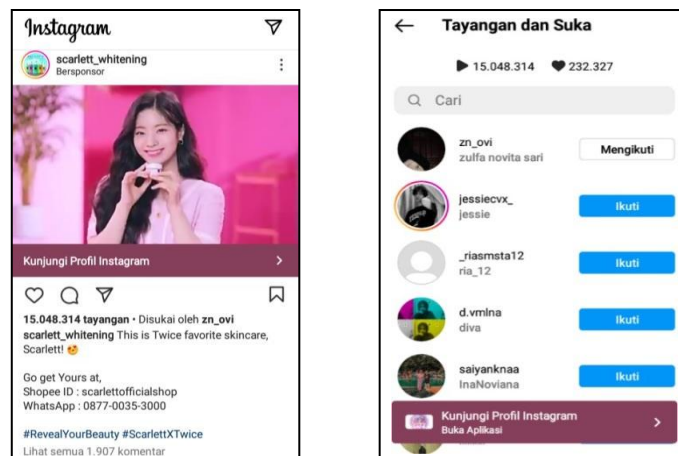 Instagram
scarlett_whitening
Bersponsor
Kunjungi Profil Instagram
15.048.314 tayangan • Disukai oleh zn_ovi
scarlett_whitening This is Twice favorite skincare,
Scarlett! 🥰
Go get Yours at,
Shopee ID : scarlettofficialshop
WhatsApp : 0877-0035-3000
#RevealYourBeauty #ScarlettXTwice
Lihat semua 1.907 komentar
Tayangan dan Suka
15.048.314 232.327
Cari
zn_ovi
zulfa novita sari
Mengikuti
jessiecvx_
jessie
Ikuti
_riasmsta12
ria_12
Ikuti
d.vmlna
diva
Ikuti
saiyanknaa
InaNoviana
Ikuti
Kunjungi Profil Instagram
Buka Aplikasi